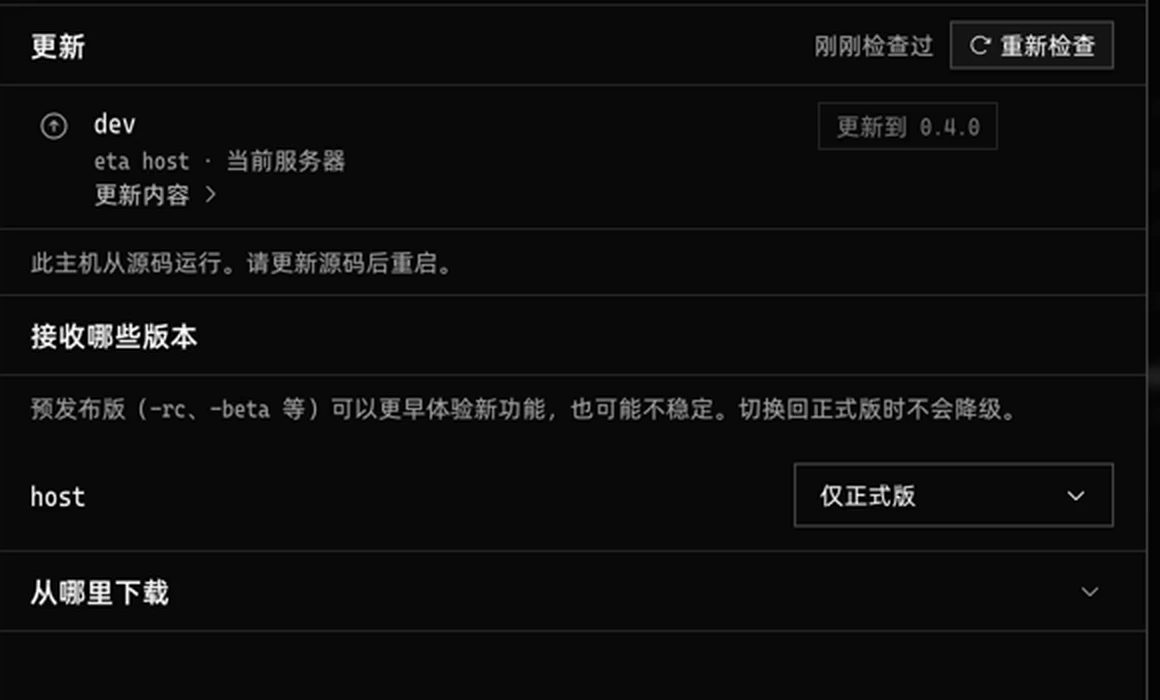 更新
刚刚检查过 重新检查
dev
更新到 0.4.0
eta host · 当前服务器
更新内容 >
此主机从源码运行。请更新源码后重启。
接收哪些版本
预发布版（-rc、-beta 等）可以更早体验新功能，也可能不稳定。切换回正式版时不会降级。
host
仅正式版
从哪里下载